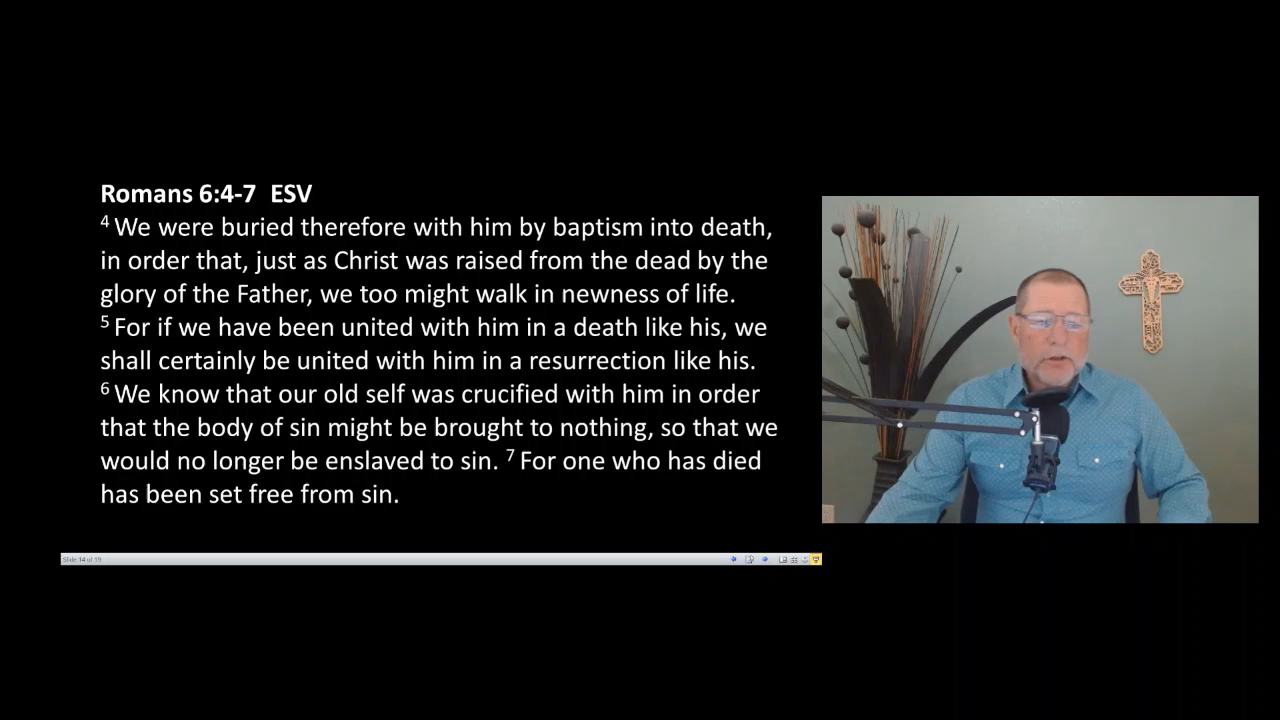 Romans 6:4-7 ESV
4 We were buried therefore with him by baptism into death,
in order that, just as Christ was raised from the dead by the
glory of the Father, we too might walk in newness of life.
5 For if we have been united with him in a death like his, we
shall certainly be united with him in a resurrection like his.
6 We know that our old self was crucified with him in order
that the body of sin might be brought to nothing, so that we
would no longer be enslaved to sin. 7 For one who has died
has been set free from sin.
Slide 14 of 19